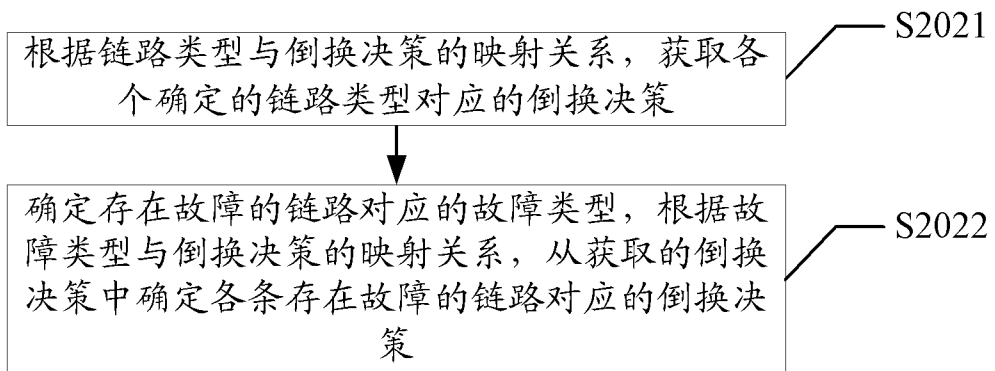 S2021
根据链路类型与倒换决策的映射关系，获取各
个确定的链路类型对应的倒换决策
S2022
确定存在故障的链路对应的故障类型，根据故
障类型与倒换决策的映射关系，从获取的倒换
决策中确定各条存在故障的链路对应的倒换决
策